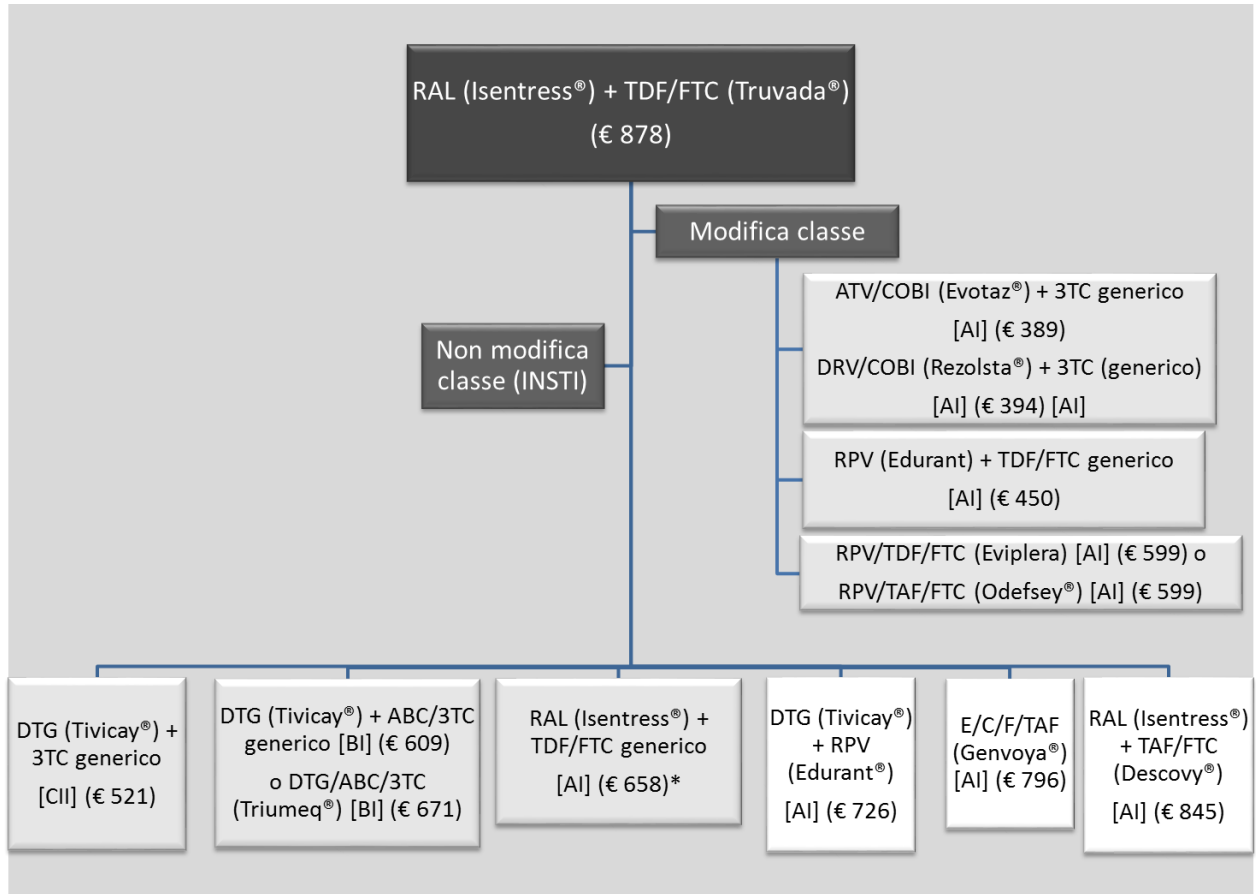 RAL (Isentress®) + TDF/FTC (Truvada®)
(€ 878)
Modifica classe
ATV/COBI (Evotaz®) + 3TC generico
[AI] (€ 389)
DRV/COBI (Rezolsta®) + 3TC (generico)
[AI] (€ 394) [AI]
RPV (Edurant) + TDF/FTC generico
[AI] (€ 450)
RPV/TDF/FTC (Eviplera) [AI] (€ 599) o
RPV/TAF/FTC (Odefsey®) [AI] (€ 599)
Non modifica
classe (INSTI)
DTG (Tivicay®) +
3TC generico
[CII] (€ 521)
DTG (Tivicay®) + ABC/3TC
generico [BI] (€ 609)
o DTG/ABC/3TC
(Triumeq®) [BI] (€ 671)
RAL (Isentress®) +
TDF/FTC generico
[AI] (€ 658)*
DTG (Tivicay®)
+ RPV
(Edurant®)
[AI] (€ 726)
E/C/F/TAF
(Genvoya®)
[AI] (€ 796)
RAL (Isentress®)
+ TAF/FTC
(Descovy®)
[AI] (€ 845)